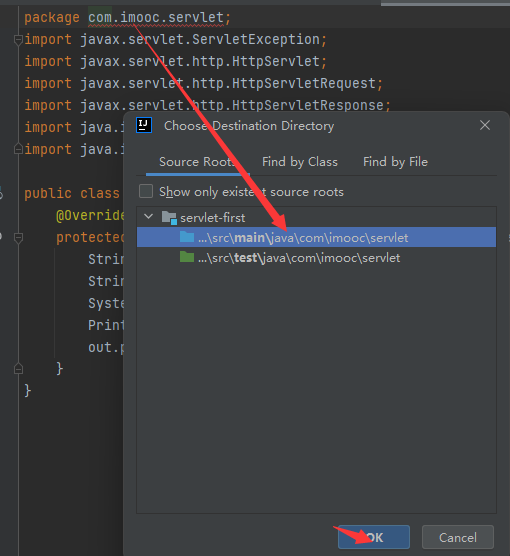 package com.imooc.servlet;
import javax.servlet.ServletException;
import javax.servlet.http.HttpServlet;
import javax.servlet.http.HttpServletRequest;
import javax.servlet.http.HttpServletResponse;
import java.i
import java.i
public class
@Override
protected
Strin
Strin
Syste
Print
out.p
}
}
Choose Destination Directory
Source Roots Find by Class Find by File
Show only existent source roots
servlet-first
...\src\main\java\com\imooc\servlet
...\src\test\java\com\imooc\servlet
OK Cancel